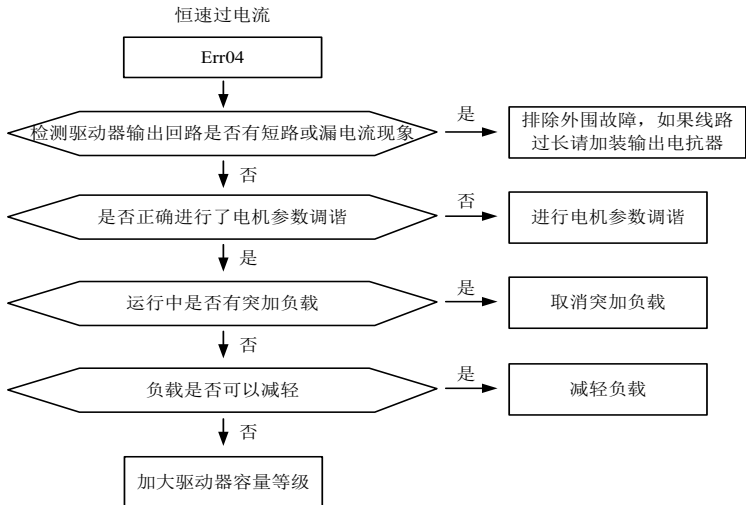 恒速过电流
Err04
检测驱动器输出回路是否有短路或漏电流现象
是
排除外围故障，如果线路
过长请加装输出电抗器
否
是否正确进行了电机参数调谐
否
进行电机参数调谐
是
运行中是否有突加负载
是
取消突加负载
否
负载是否可以减轻
是
减轻负载
否
加大驱动器容量等级